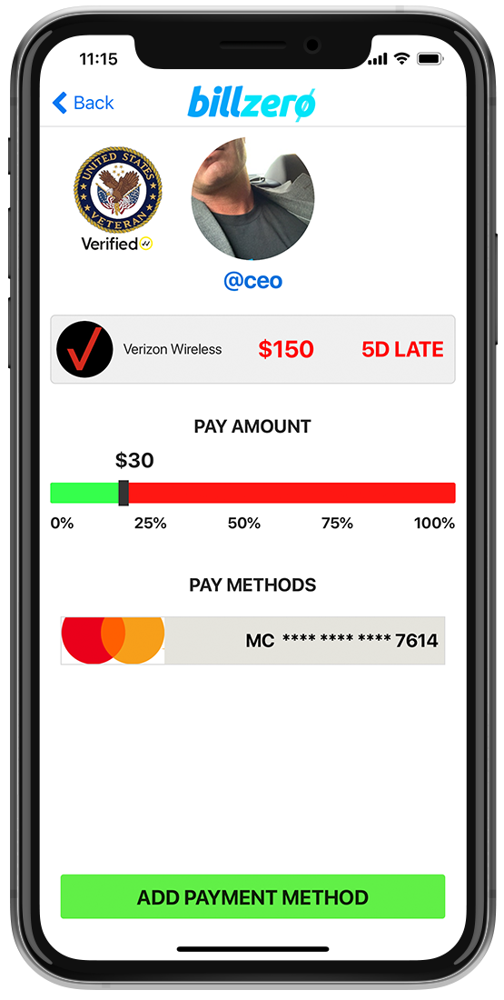 11:15
Back
billzerø
UNITED STATES
VETERAN
Verified
@ceo
Verizon Wireless $150 5D LATE
PAY AMOUNT
$30
0% 25% 50% 75% 100%
PAY METHODS
MC **** **** **** 7614
ADD PAYMENT METHOD